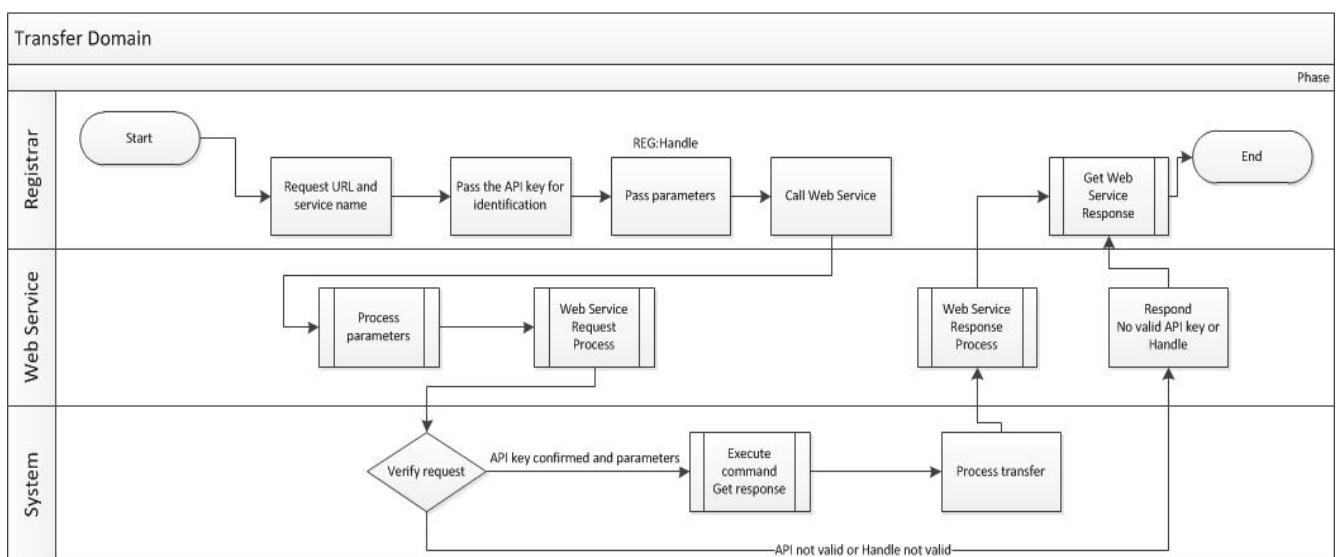 Transfer Domain
Phase
Registrar
Start
Request URL and
service name
Pass the API key for
identification
REG:Handle
Pass parameters
Call Web Service
Get Web
Service
Response
End
Web Service
Process
parameters
Web Service
Request
Process
Web Service
Response
Process
Respond
No valid API key or
Handle
System
Verify request
API key confirmed and parameters
Execute
command
Get response
Process transfer
API not valid or Handle not valid